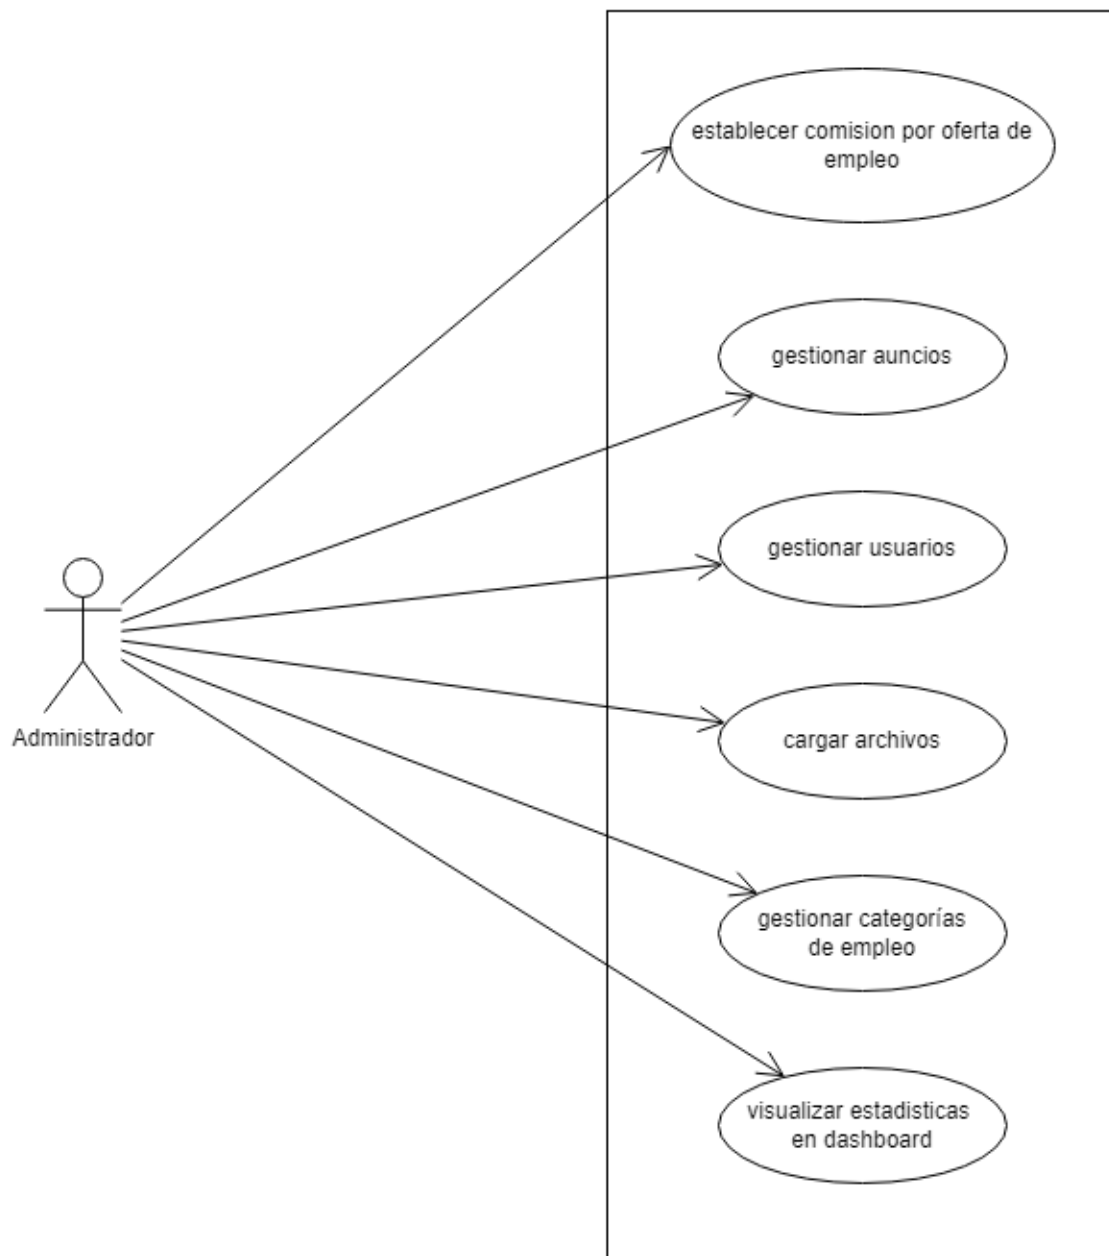 establecer comision por oferta de
empleo
gestionar auncios
gestionar usuarios
Administrador
cargar archivos
gestionar categorías
de empleo
visualizar estadisticas
en dashboard